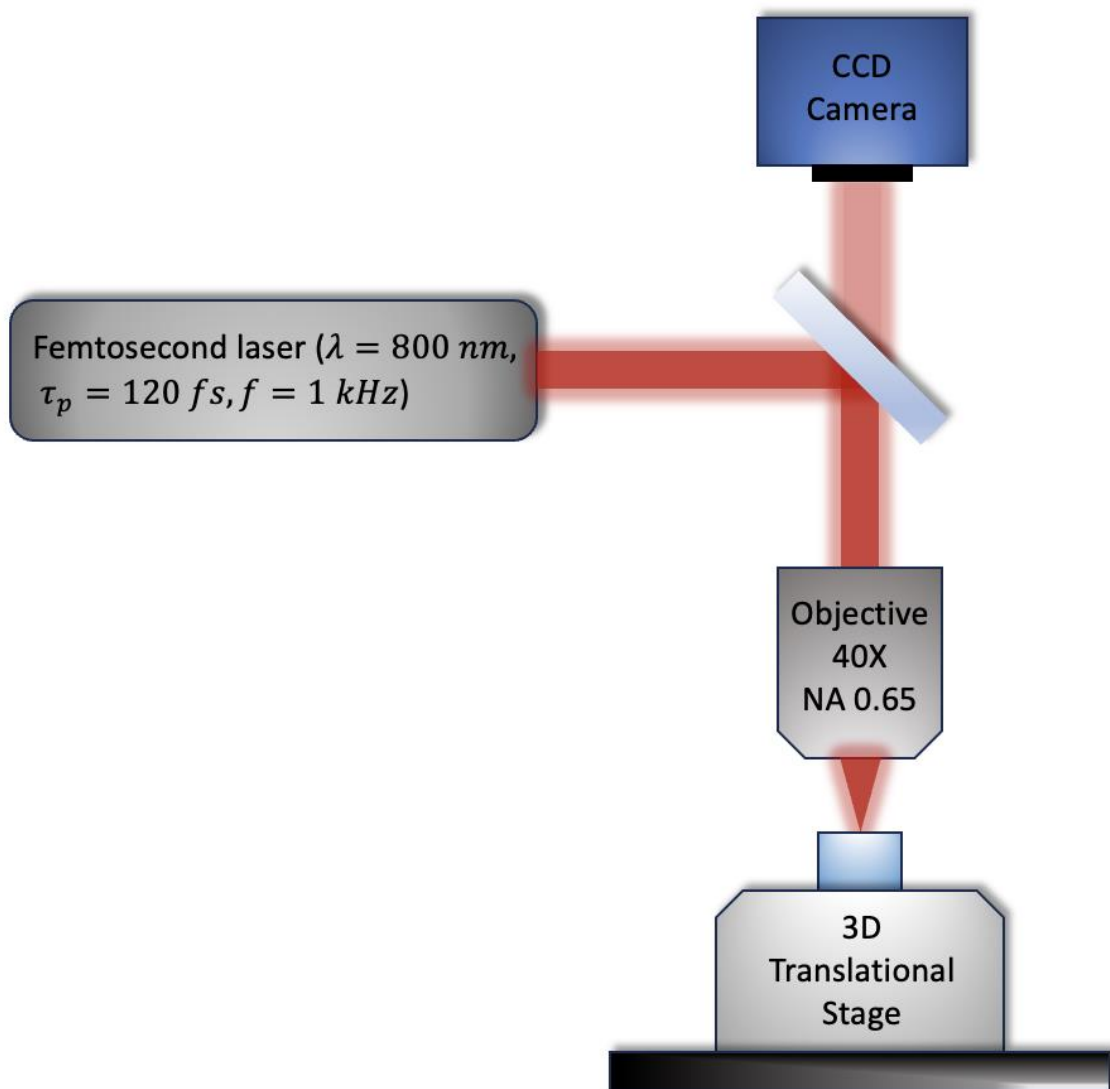 CCD
Camera
Femtosecond laser (λ = 800 nm,
τₚ = 120 fs, f = 1 kHz)
Objective
40X
NA 0.65
3D
Translational
Stage